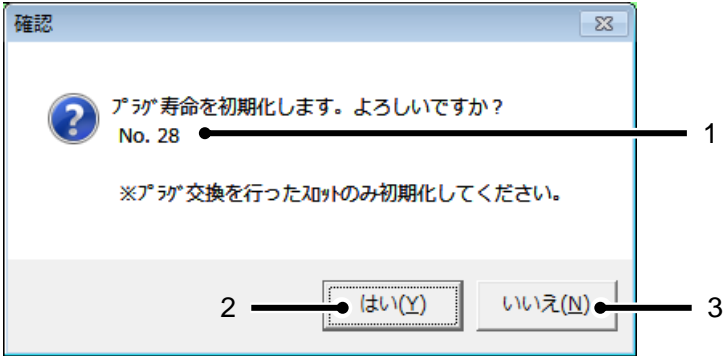 確認
ﾌﾟﾗｸﾞ寿命を初期化します。よろしいですか？
No. 28
1
※ﾌﾟﾗｸﾞ交換を行ったｽﾛｯﾄのみ初期化してください。
2
はい(Y)
いいえ(N)
3